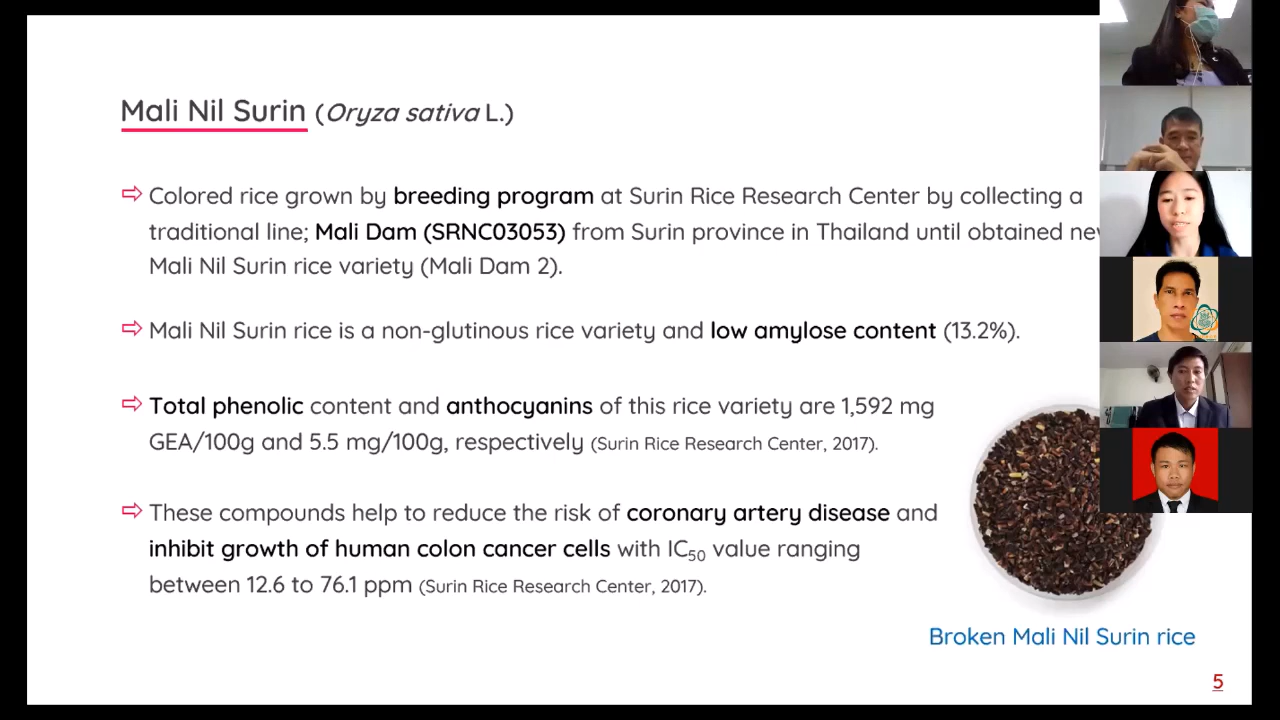 Mali Nil Surin (Oryza sativa L.)
⇨ Colored rice grown by breeding program at Surin Rice Research Center by collecting a
traditional line; Mali Dam (SRNC03053) from Surin province in Thailand until obtained
Mali Nil Surin rice variety (Mali Dam 2).
⇨ Mali Nil Surin rice is a non-glutinous rice variety and low amylose content (13.2%).
⇨ Total phenolic content and anthocyanins of this rice variety are 1,592 mg
GEA/100g and 5.5 mg/100g, respectively (Surin Rice Research Center, 2017).
⇨ These compounds help to reduce the risk of coronary artery disease and
inhibit growth of human colon cancer cells with IC50 value ranging
between 12.6 to 76.1 ppm (Surin Rice Research Center, 2017).
Broken Mali Nil Surin rice
5